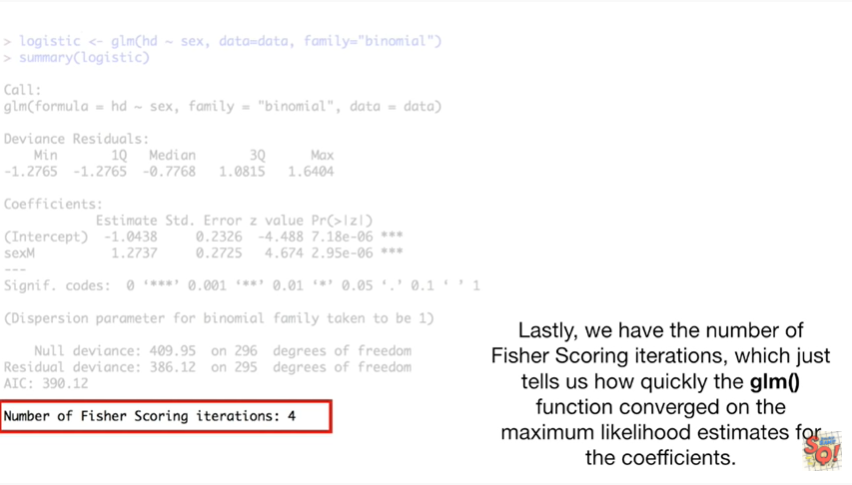 > logistic <- glm(hd ~ sex, data=data, family="binomial")
> summary(logistic)
Call:
glm(formula = hd ~ sex, family = "binomial", data = data)
Deviance Residuals:
    Min       1Q   Median       3Q      Max
-1.2765  -1.2765  -0.7768   1.0815   1.6404
Coefficients:
            Estimate Std. Error z value Pr(>|z|)
(Intercept)  -1.0438     0.2326  -4.488 7.18e-06 ***
sexM          1.2737     0.2725   4.674 2.95e-06 ***
---
Signif. codes:  0 ‘***’ 0.001 ‘**’ 0.01 ‘*’ 0.05 ‘.’ 0.1 ‘ ’ 1
(Dispersion parameter for binomial family taken to be 1)
    Null deviance: 409.95  on 296  degrees of freedom
Residual deviance: 386.12  on 295  degrees of freedom
AIC: 390.12
Number of Fisher Scoring iterations: 4
Lastly, we have the number of
Fisher Scoring iterations, which just
tells us how quickly the glm()
function converged on the
maximum likelihood estimates for
the coefficients.
SQ!